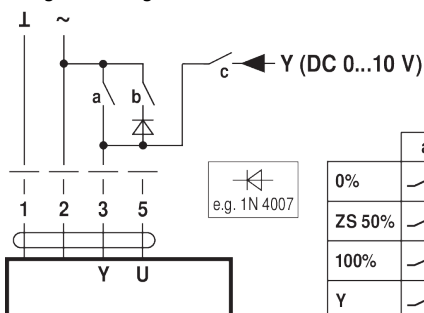 ⊥ ~
a b c Y (DC 0...10 V)
e.g. 1N 4007
1 2 3 5
Y U
0%
ZS 50%
100%
Y